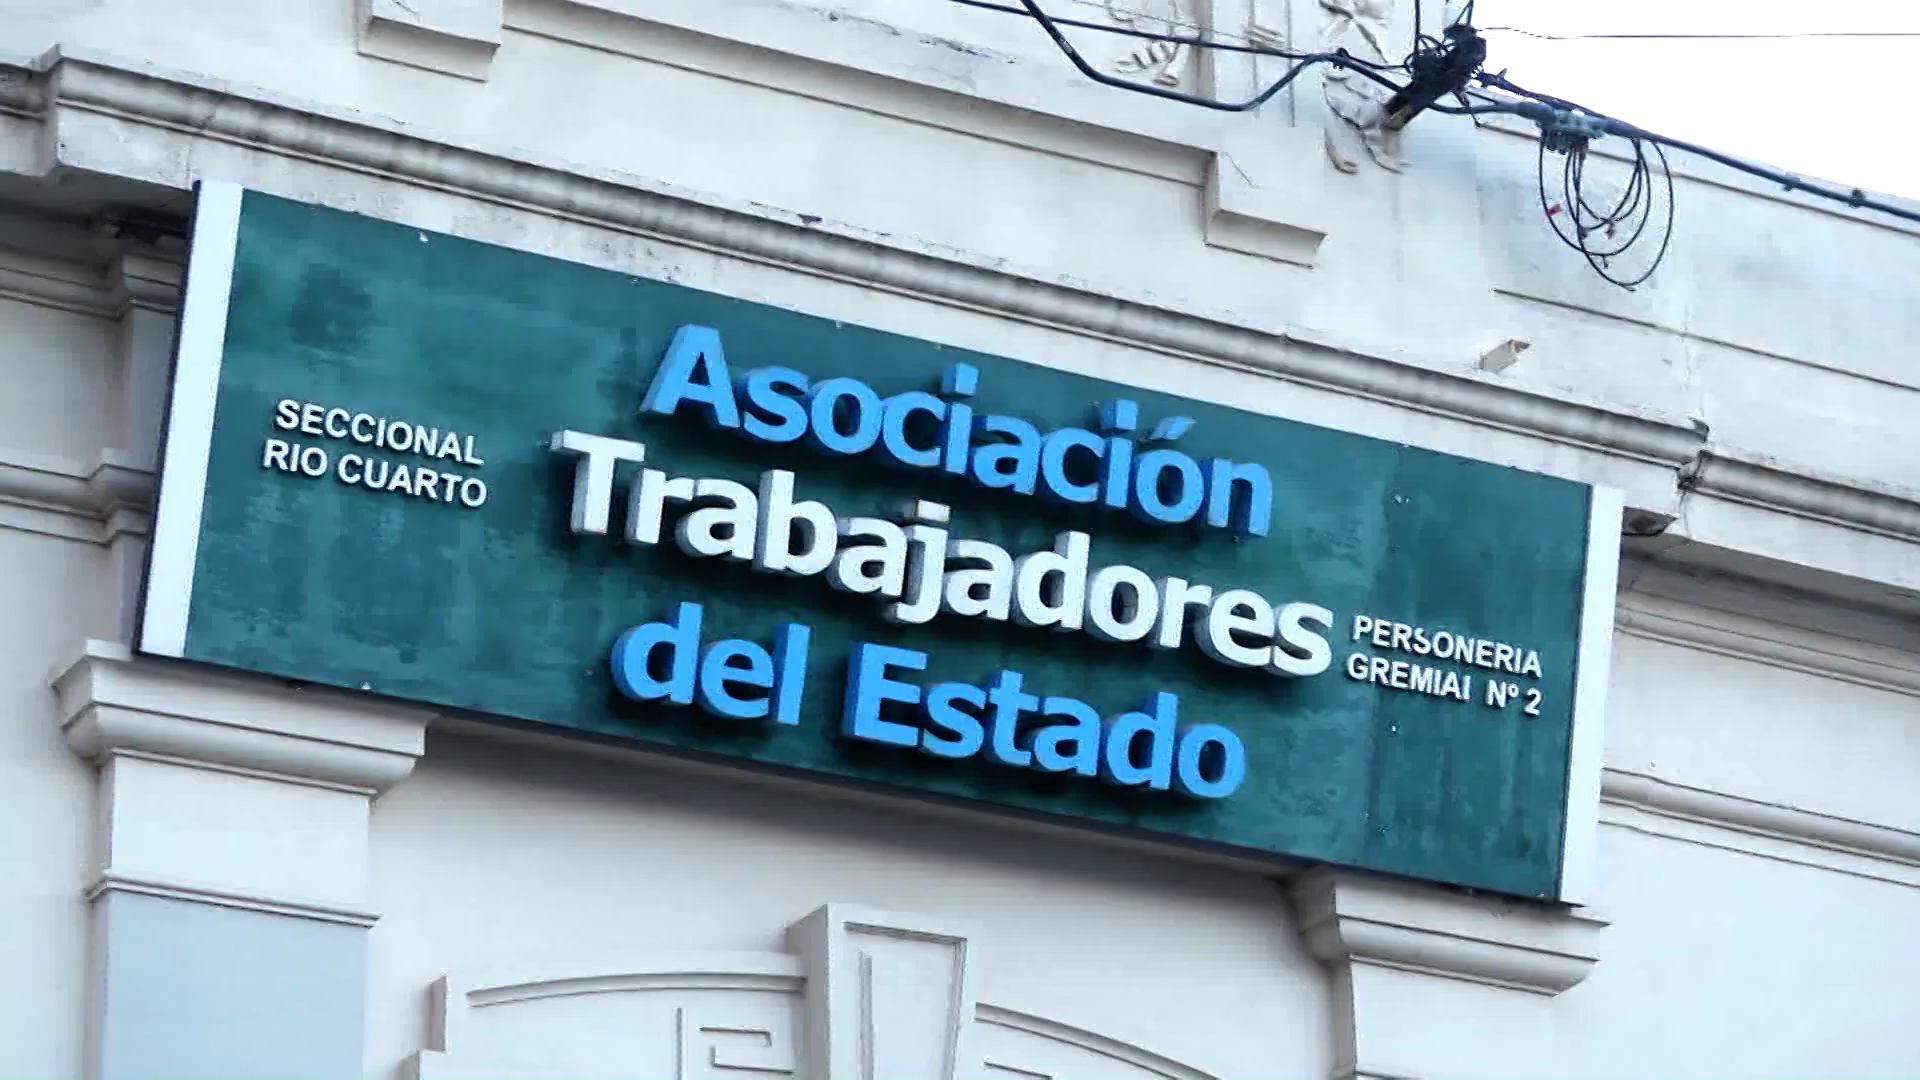 SECCIONAL
RIO CUARTO
Asociación
Trabajadores
del Estado
PERSONERIA
GREMIAI Nº 2